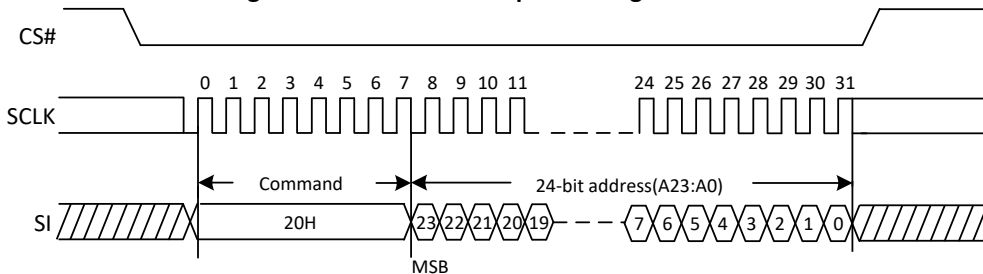 CS#
0 1 2 3 4 5 6 7 8 9 10 11 24 25 26 27 28 29 30 31
SCLK
Command 24-bit address(A23:A0)
SI 20H 23 22 21 20 19 7 6 5 4 3 2 1 0
MSB